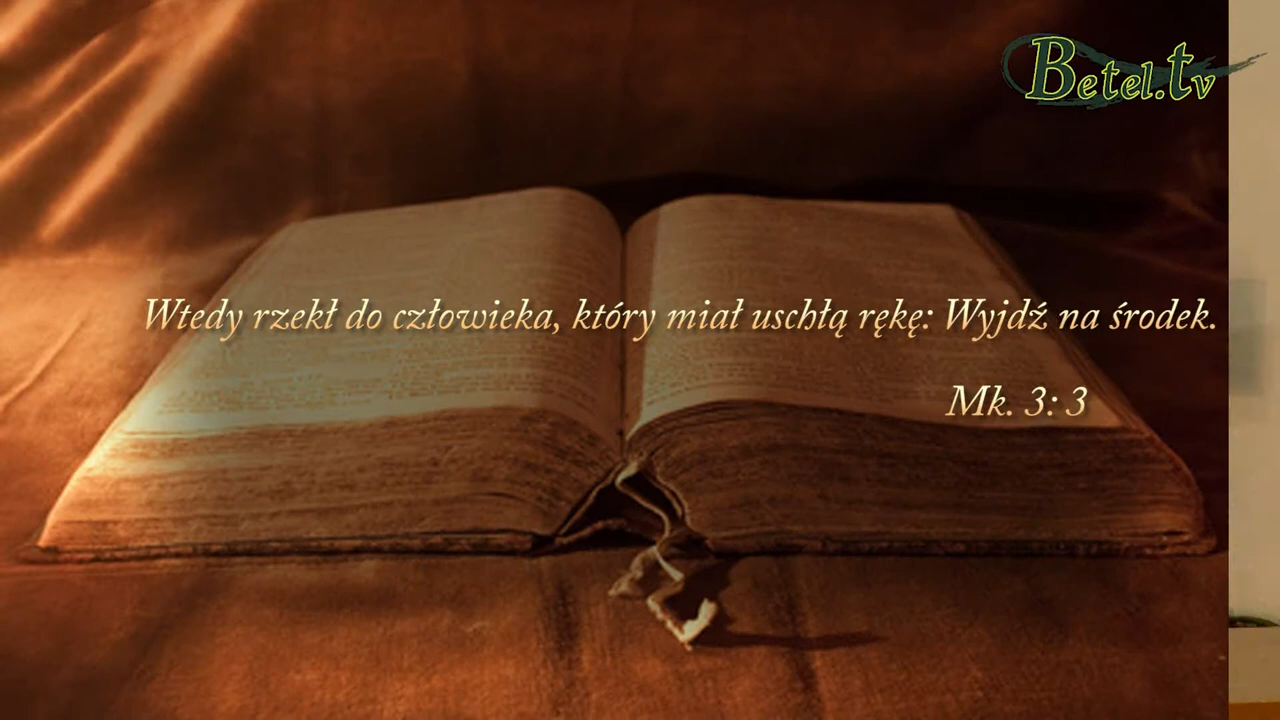 Betel.tv
Wtedy rzekł do człowieka, który miał uschłą rękę: Wyjdź na środek.
Mk. 3: 3